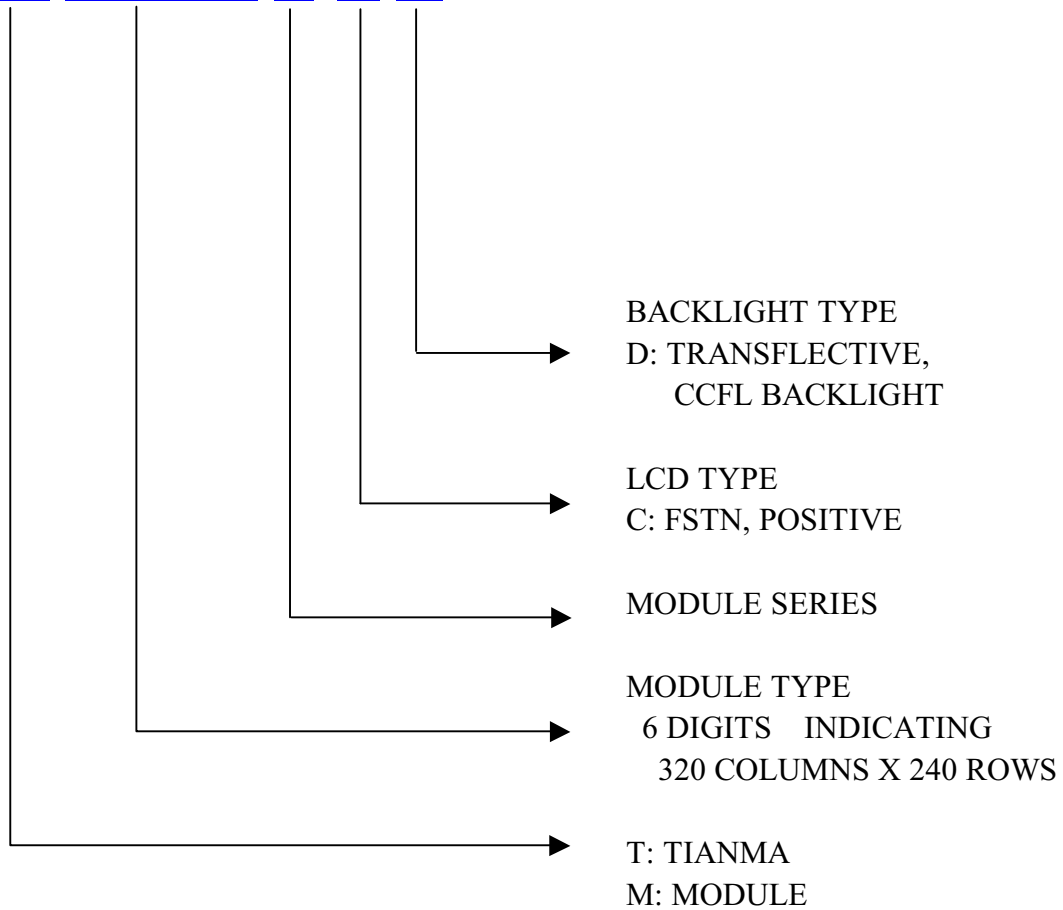 BACKLIGHT TYPE
D: TRANSFLECTIVE,
CCFL BACKLIGHT
LCD TYPE
C: FSTN, POSITIVE
MODULE SERIES
MODULE TYPE
6 DIGITS INDICATING
320 COLUMNS X 240 ROWS
T: TIANMA
M: MODULE